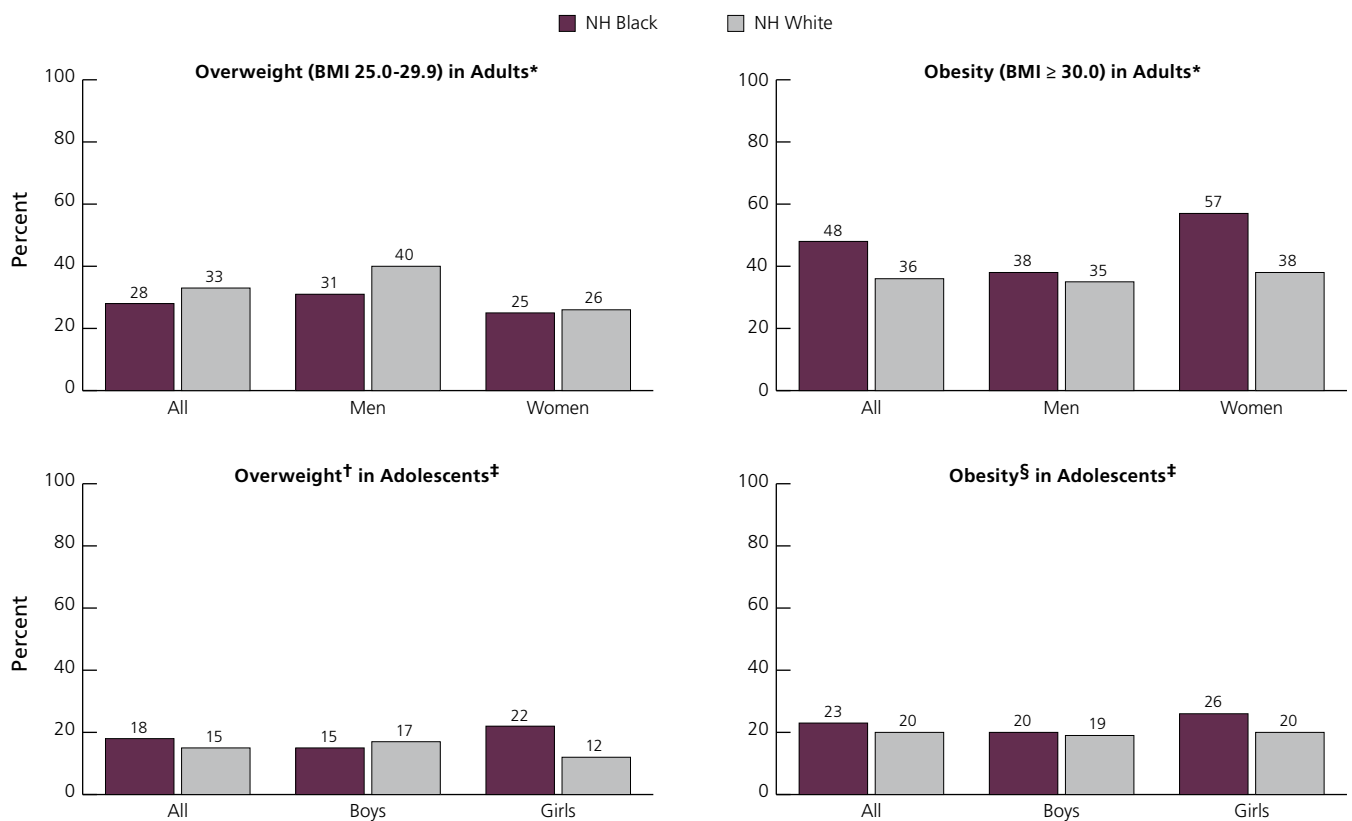 NH Black NH White
Overweight (BMI 25.0-29.9) in Adults*
Percent
100
80
60
40
20
0
28 33 31 40 25 26
All Men Women
Obesity (BMI ≥ 30.0) in Adults*
100
80
60
40
20
0
48 36 38 35 57 38
All Men Women
Overweight† in Adolescents‡
Percent
100
80
60
40
20
0
18 15 15 17 22 12
All Boys Girls
Obesity§ in Adolescents‡
100
80
60
40
20
0
23 20 20 19 26 20
All Boys Girls